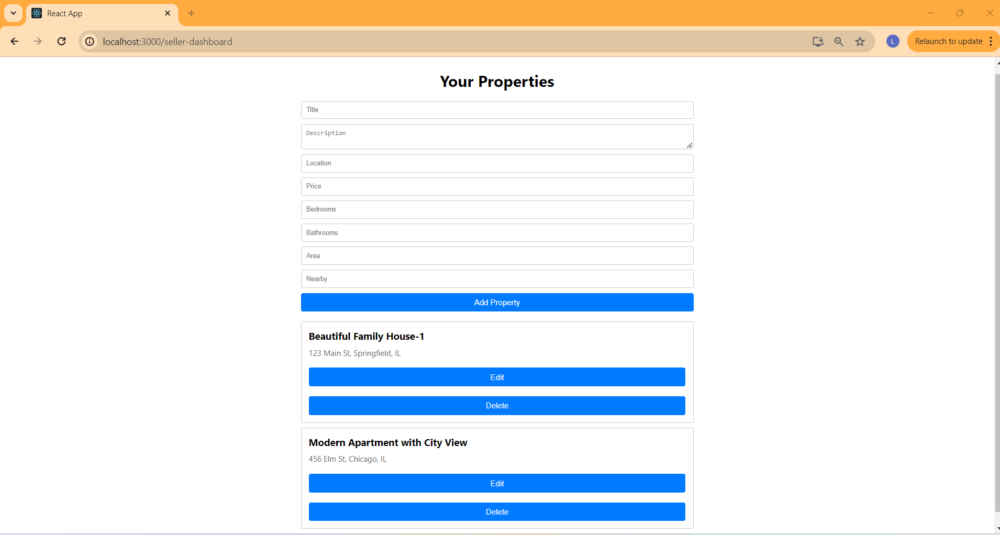 React App
localhost:3000/seller-dashboard
L
Relaunch to update
Your Properties
Title
Description
Location
Price
Bedrooms
Bathrooms
Area
Nearby
Add Property
Beautiful Family House-1
123 Main St, Springfield, IL
Edit
Delete
Modern Apartment with City View
456 Elm St, Chicago, IL
Edit
Delete